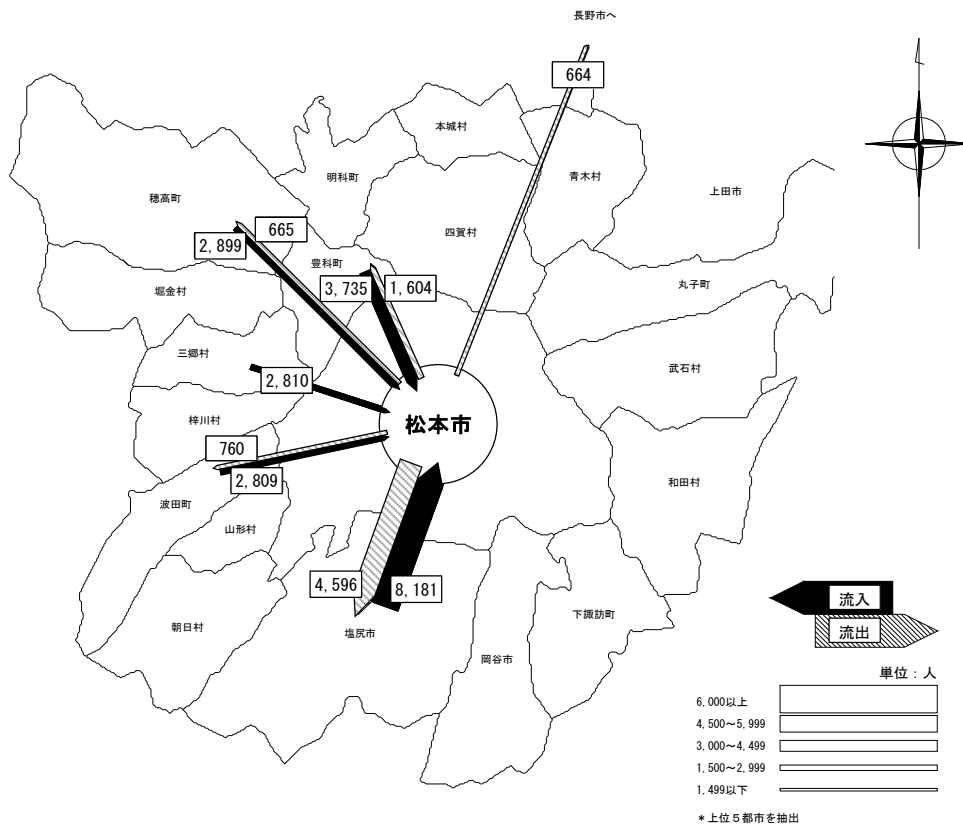 長野市へ
664
本城村
明科町
青木村
穂高町
上田市
665
四賀村
2,899
豊科町
丸子町
3,735
1,604
堀金村
三郷村
武石村
2,810
梓川村
松本市
760
2,809
和田村
波田町
山形村
4,596
8,181
流入
下諏訪町
朝日村
塩尻市
流出
岡谷市
単位：人
6,000以上
4,500～5,999
3,000～4,499
1,500～2,999
1,499以下
*上位5都市を抽出